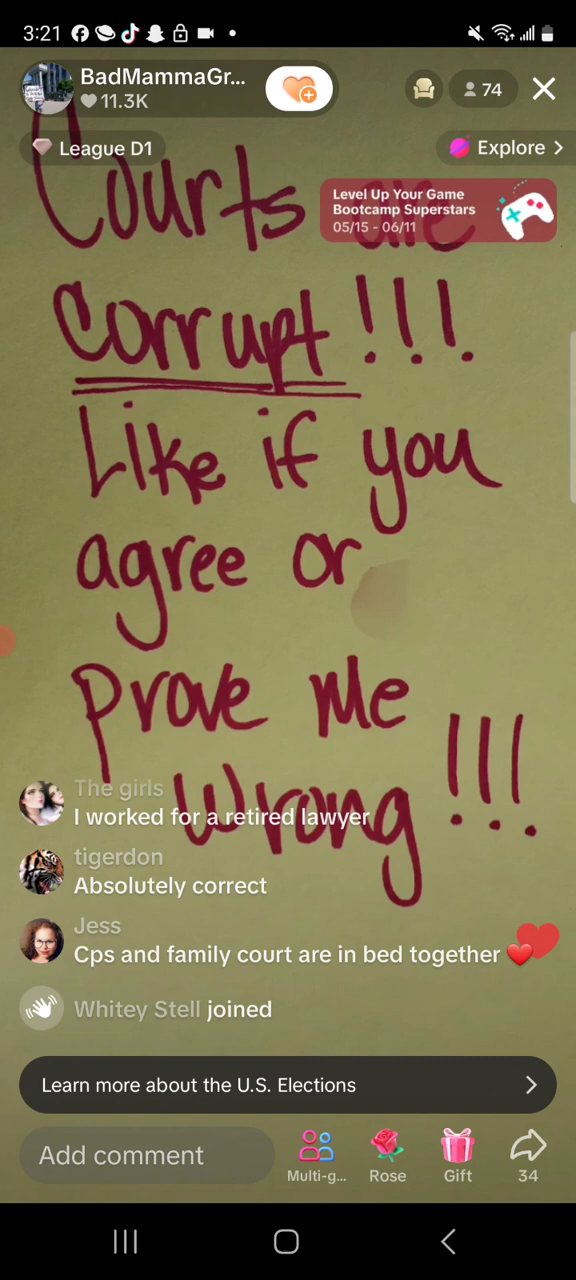 3:21
BadMammaGr...
11.3K
74
League D1
Explore >
Level Up Your Game
Bootcamp Superstars
05/15 - 06/11
Courts are
Corrupt!!!
Like if you
agree or
prove me
wrong!!!
The girls
I worked for a retired lawyer
tigerdon
Absolutely correct
Jess
Cps and family court are in bed together ❤️
Whitey Stell joined
Learn more about the U.S. Elections
Add comment
Multi-g...
Rose
Gift
34